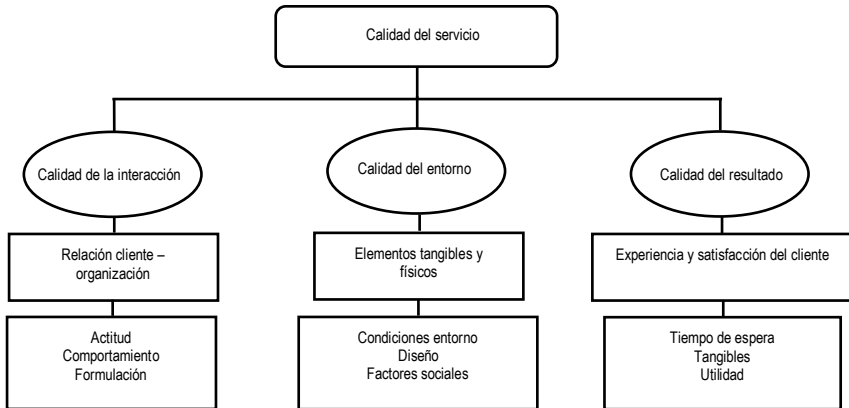 Calidad del servicio
Calidad de la interacción
Calidad del entorno
Calidad del resultado
Relación cliente –
organización
Elementos tangibles y
físicos
Experiencia y satisfacción del cliente
Actitud
Comportamiento
Formulación
Condiciones entorno
Diseño
Factores sociales
Tiempo de espera
Tangibles
Utilidad